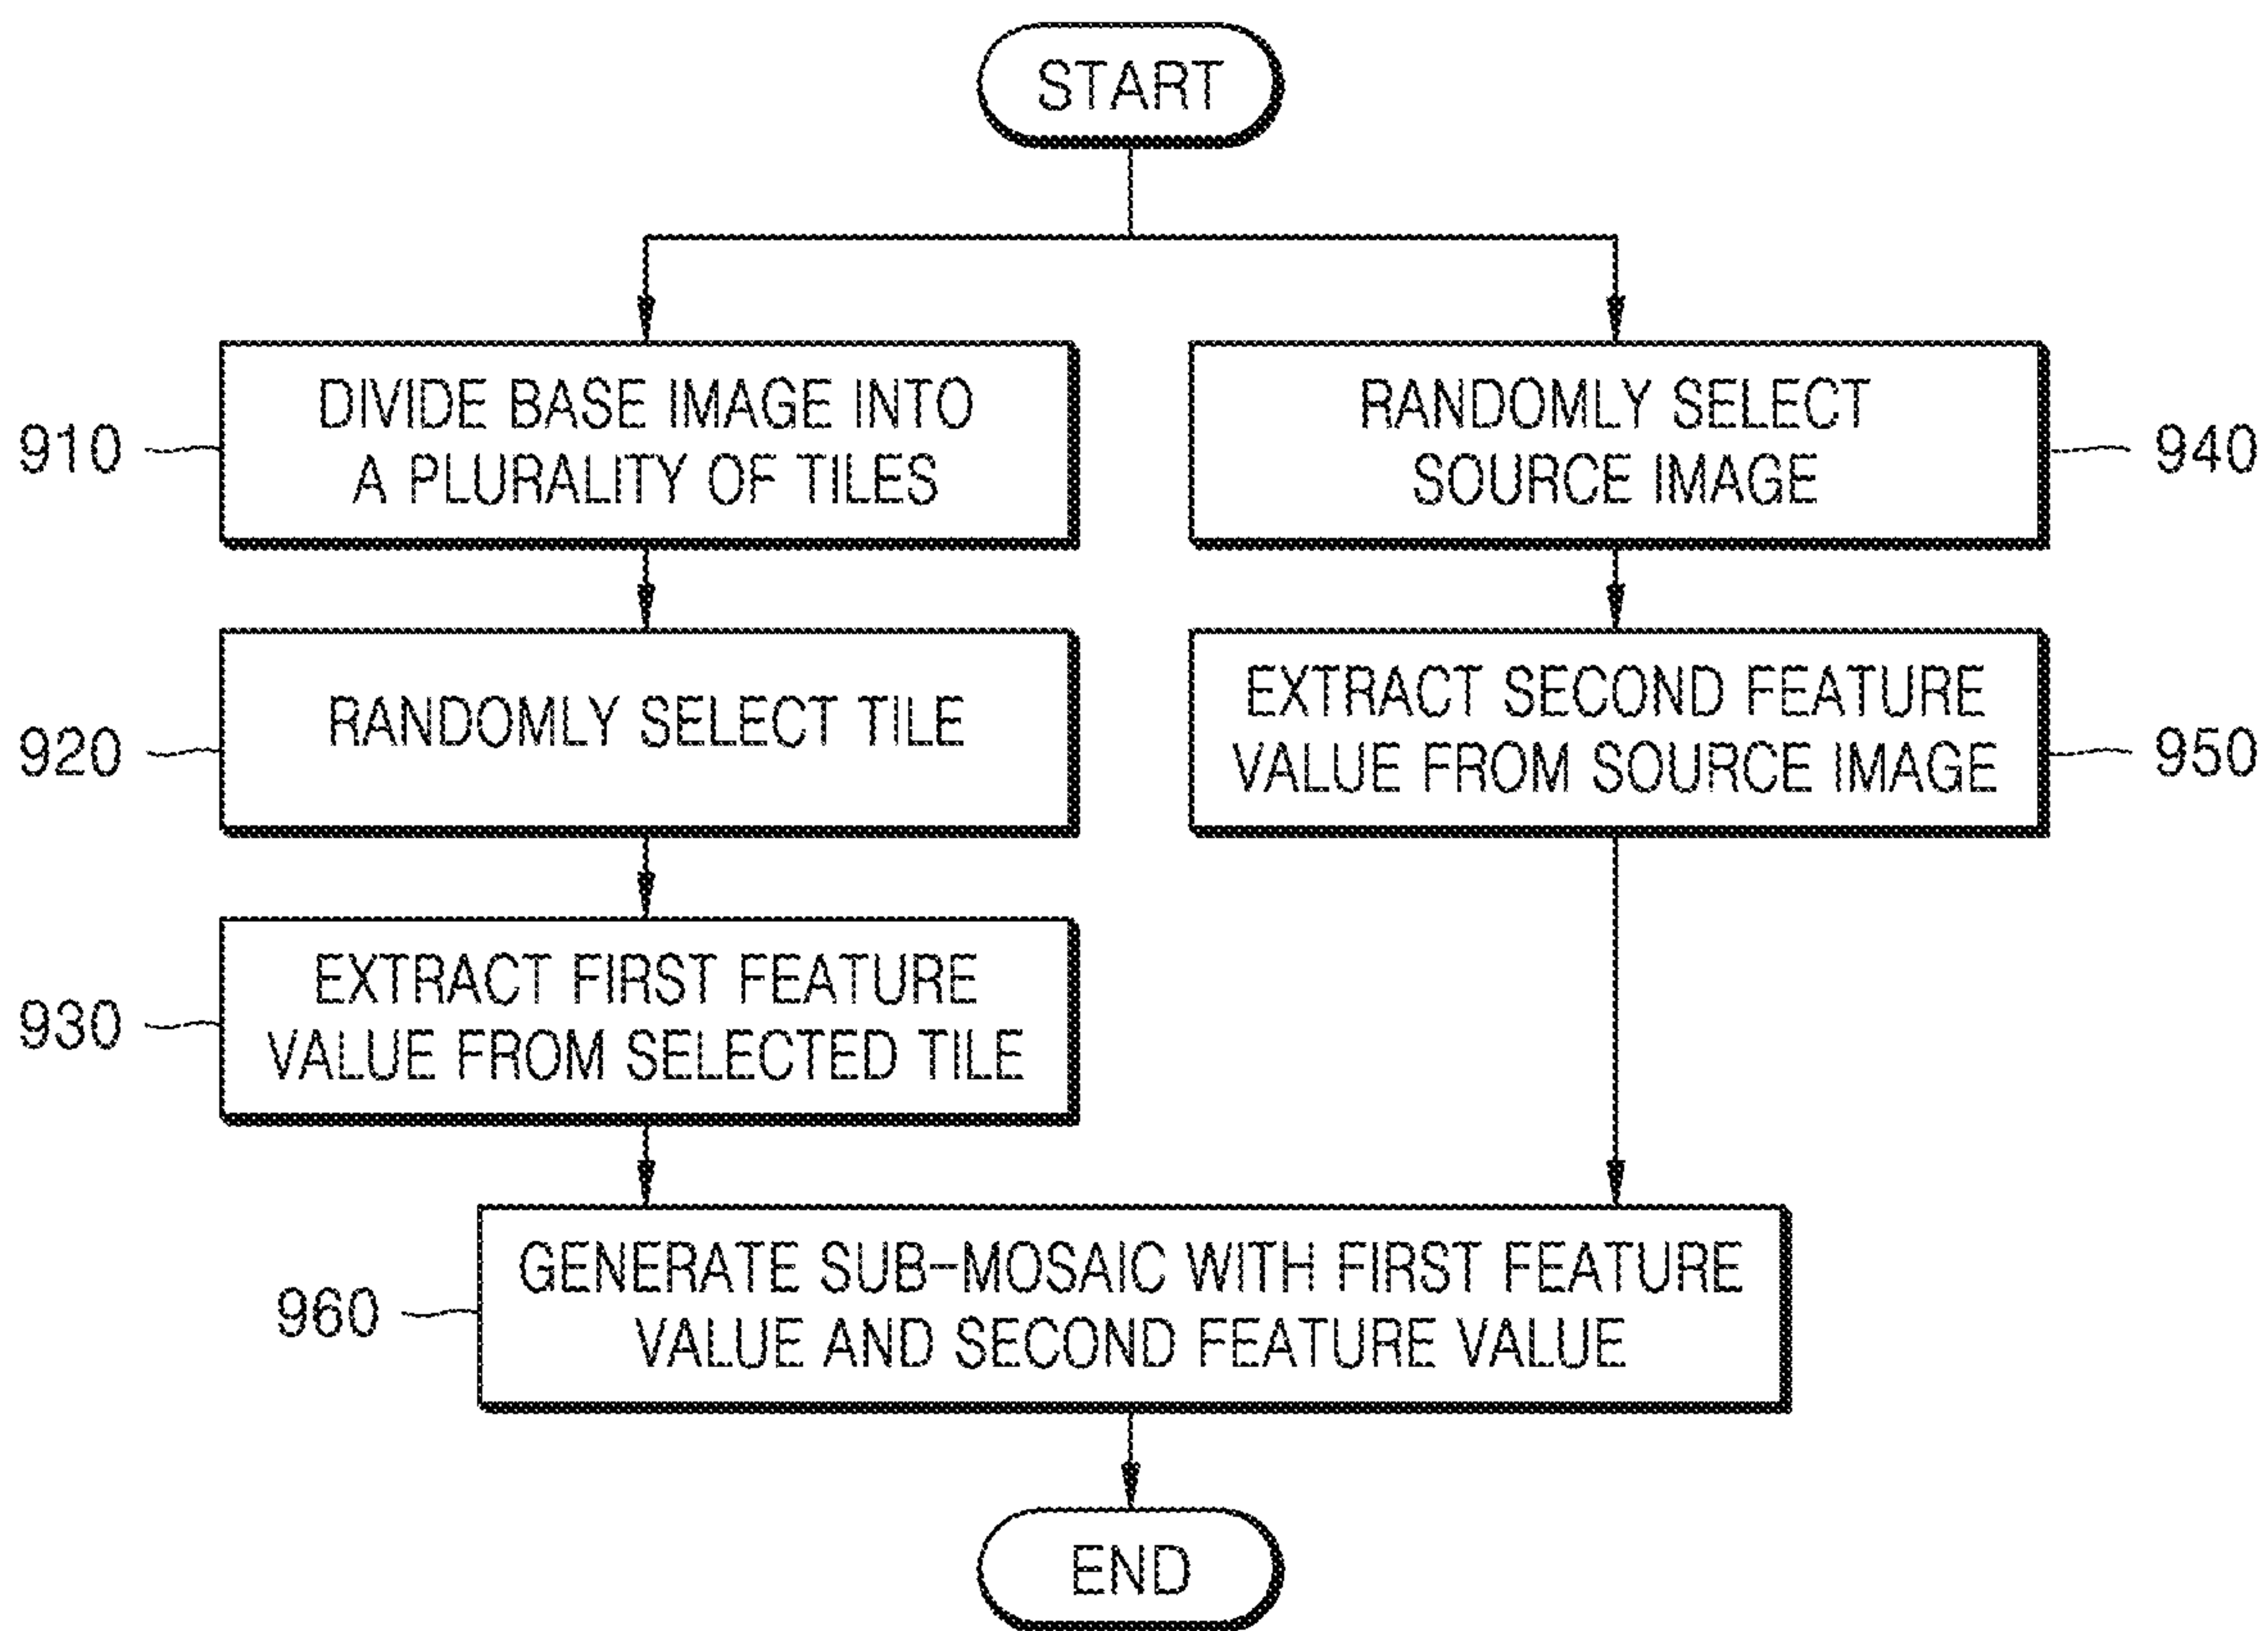 START
DIVIDE BASE IMAGE INTO
A PLURALITY OF TILES
910
RANDOMLY SELECT TILE
920
EXTRACT FIRST FEATURE
VALUE FROM SELECTED TILE
930
RANDOMLY SELECT
SOURCE IMAGE
940
EXTRACT SECOND FEATURE
VALUE FROM SOURCE IMAGE
950
GENERATE SUB-MOSAIC WITH FIRST FEATURE
VALUE AND SECOND FEATURE VALUE
960
END